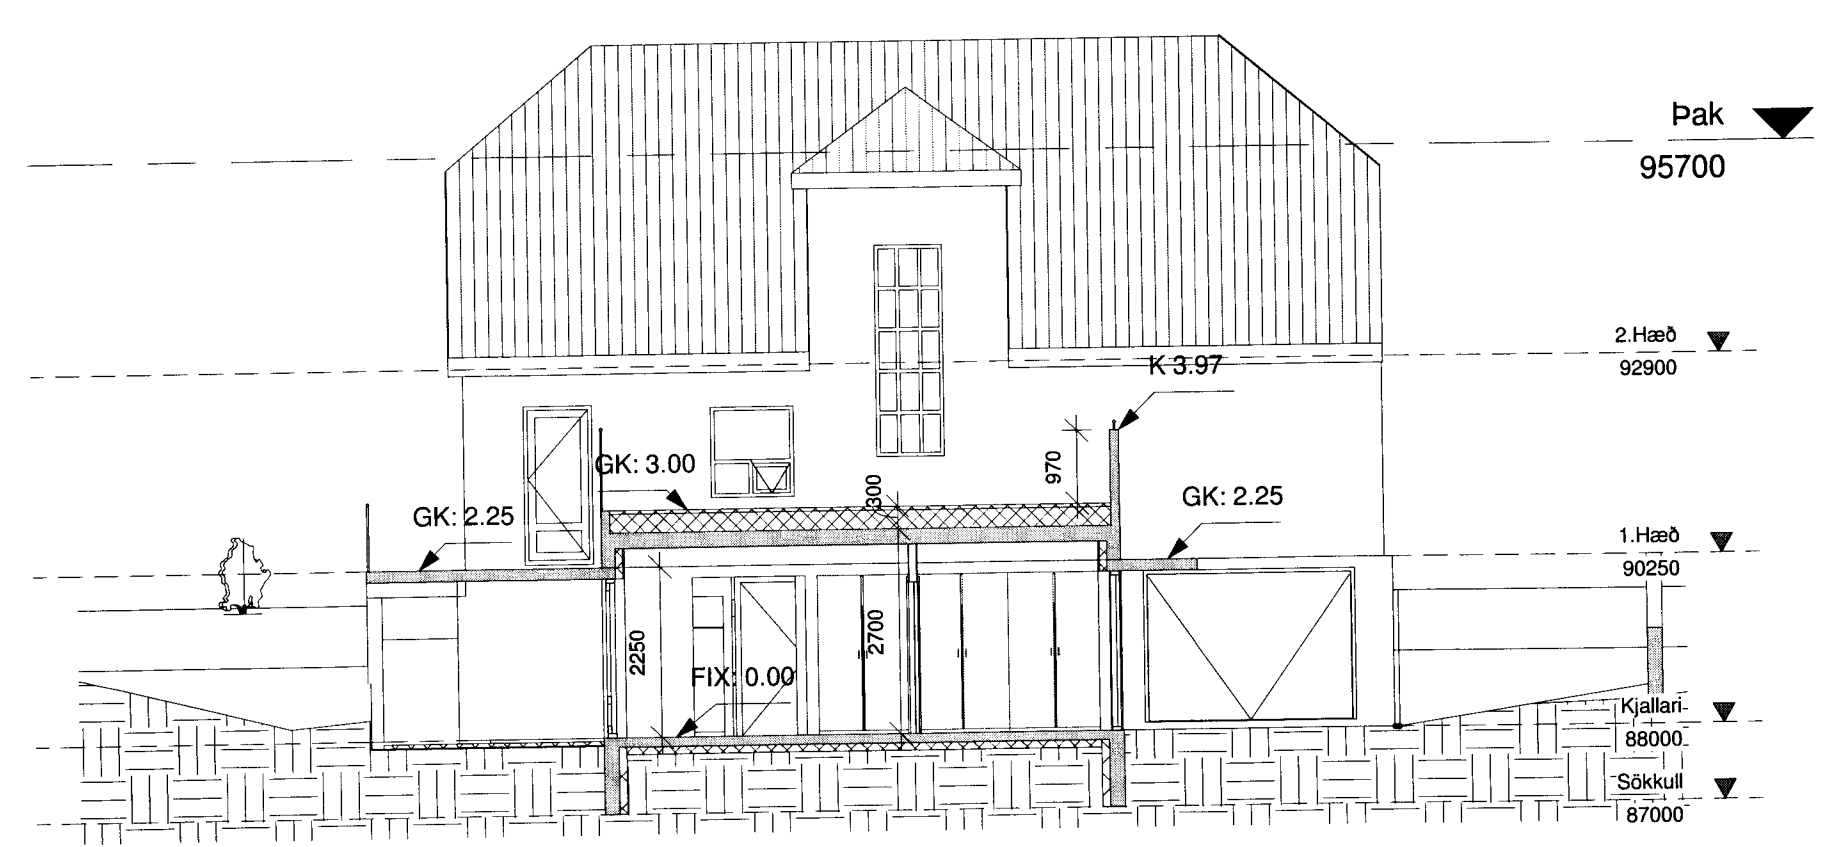 Þak
95700
2.Hæð
92900
K 3.97
970
GK: 3.00
300
GK: 2.25
GK: 2.25
1.Hæð
90250
2250
2700
FIX: 0.00
Kjallari
88000
Sökkull
87000